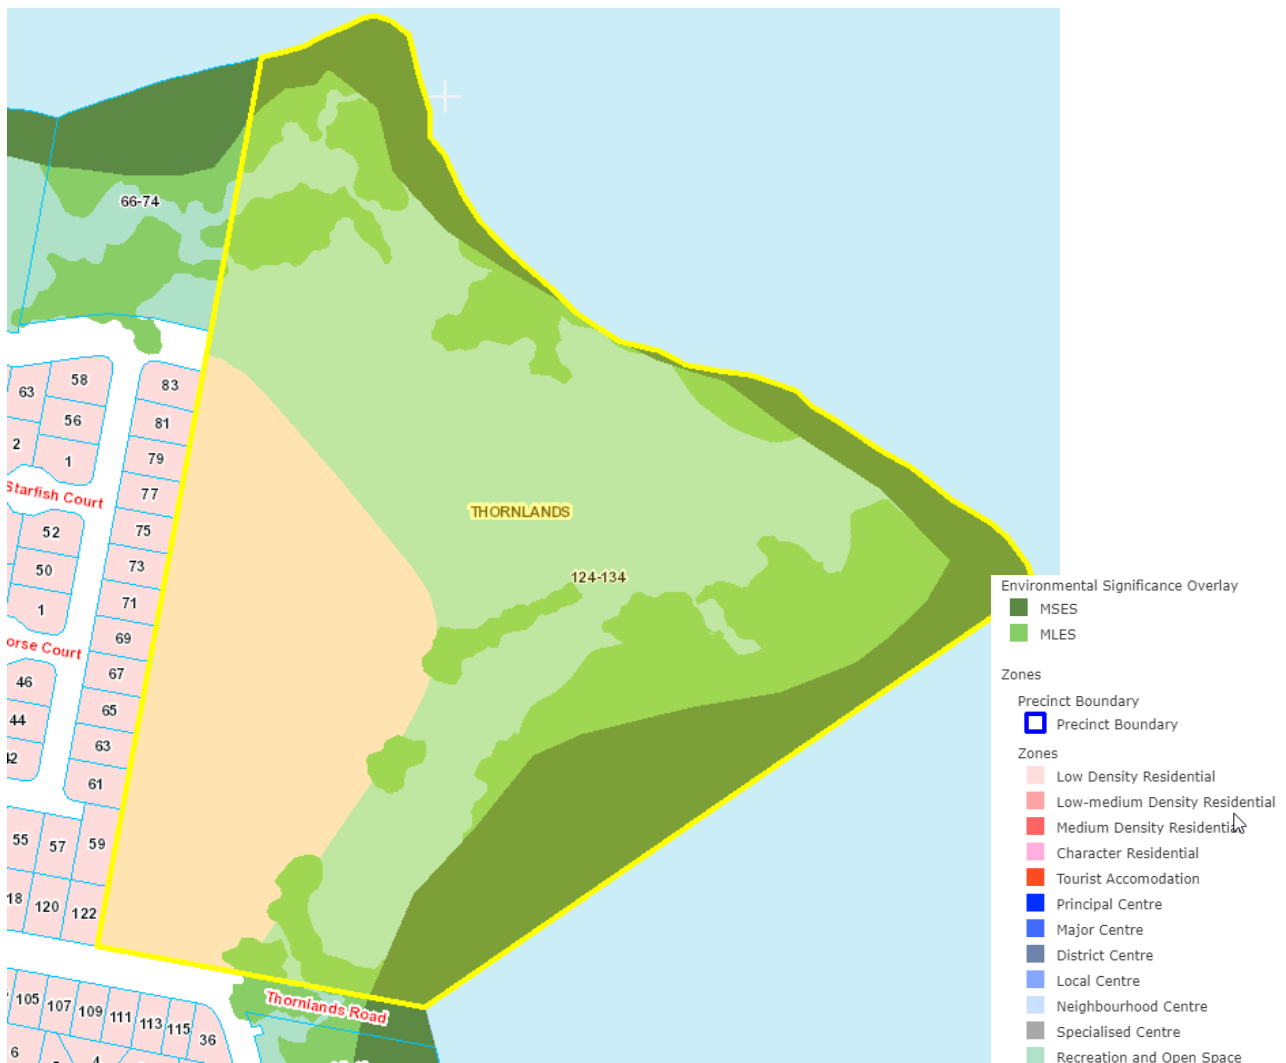 66-74
63
58
83
56
81
2
1
79
Starfish Court
77
THORNLANDS
52
75
50
73
124-134
1
71
orse Court
69
46
67
44
65
63
42
61
55
57
59
18
120
122
105
107
109
111
113
115
36
6
4
Thornlands Road
Environmental Significance Overlay
MSES
MLES
Zones
Precinct Boundary
Precinct Boundary
Zones
Low Density Residential
Low-medium Density Residential
Medium Density Residential
Character Residential
Tourist Accomodation
Principal Centre
Major Centre
District Centre
Local Centre
Neighbourhood Centre
Specialised Centre
Recreation and Open Space